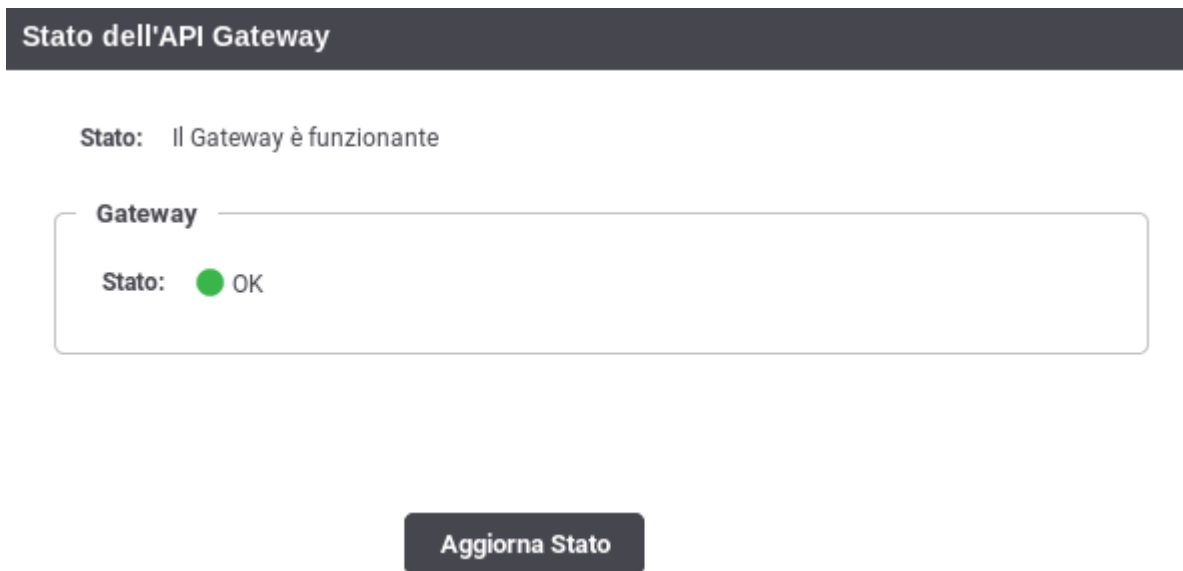 Stato dell'API Gateway
Stato: Il Gateway è funzionante
Gateway
Stato: OK
Aggiorna Stato